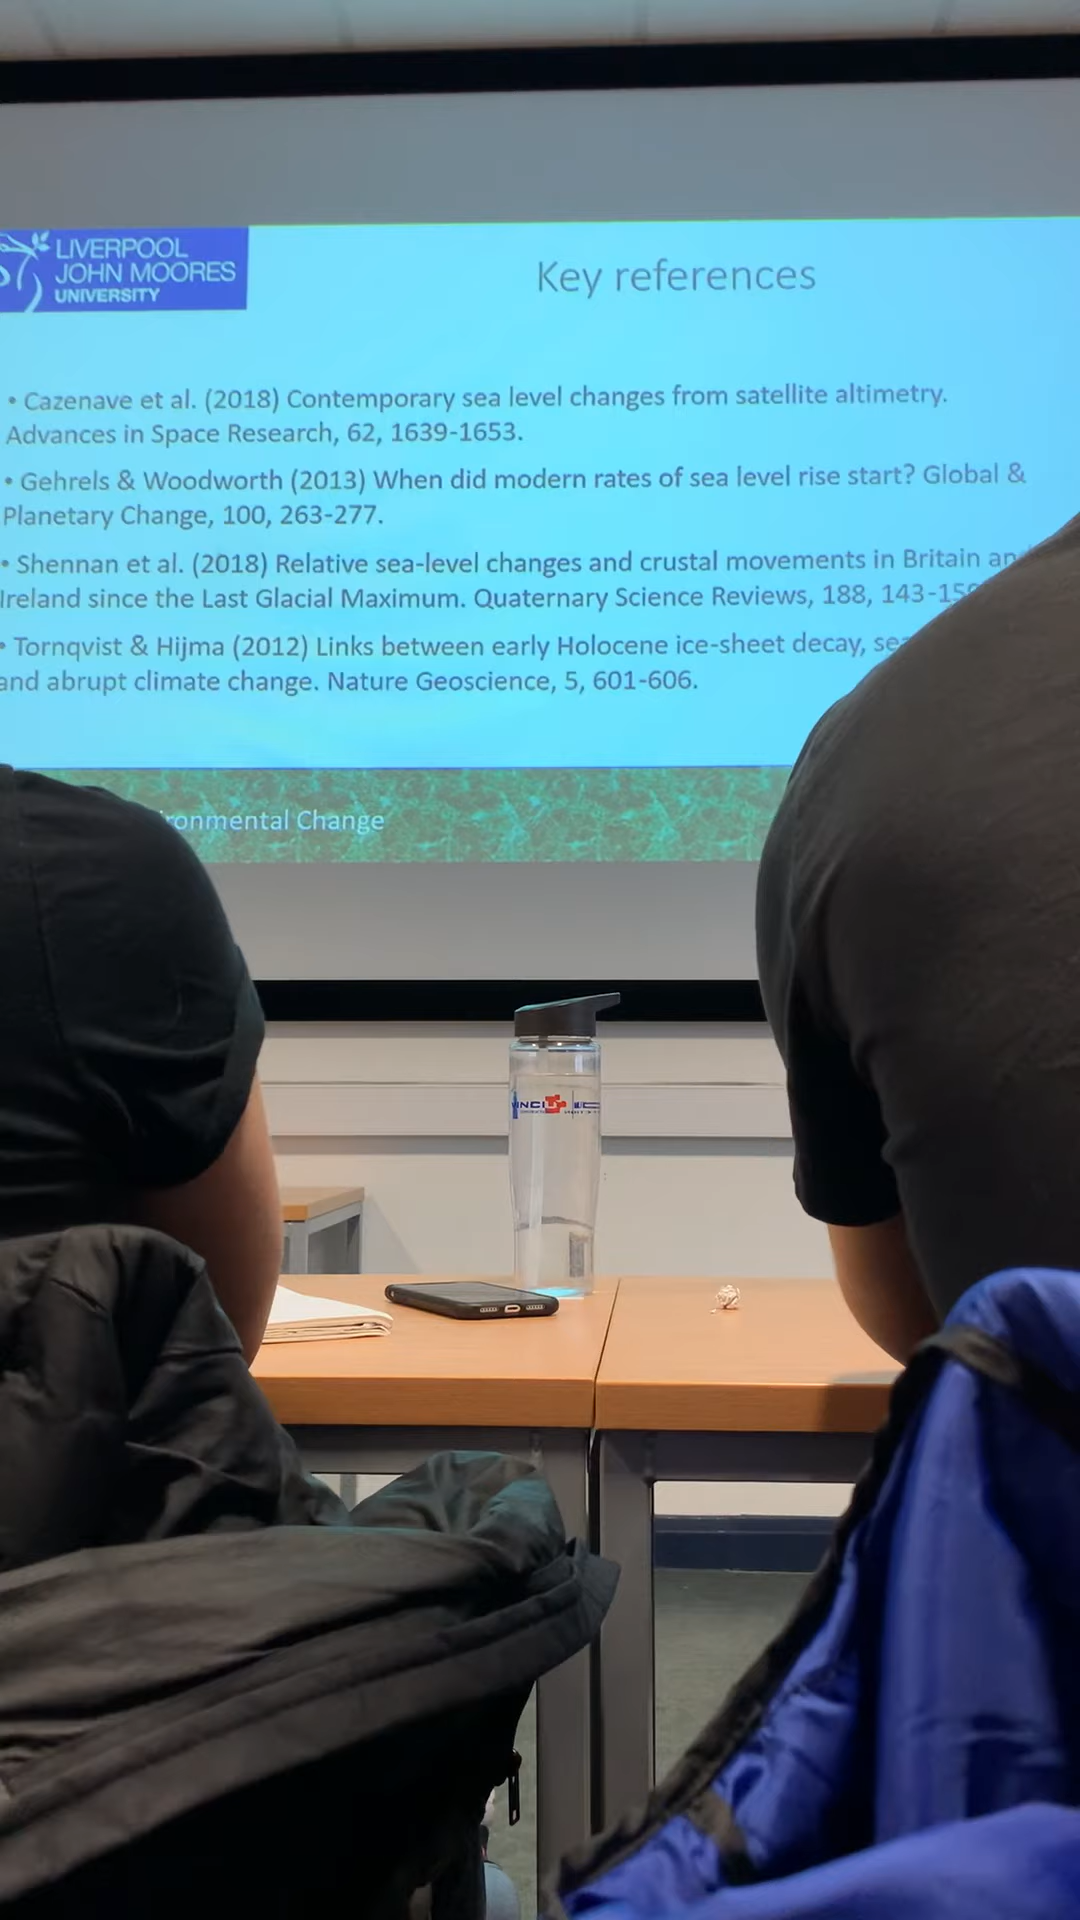 LIVERPOOL
JOHN MOORES
UNIVERSITY
Key references
• Cazenave et al. (2018) Contemporary sea level changes from satellite altimetry.
Advances in Space Research, 62, 1639-1653.
• Gehrels & Woodworth (2013) When did modern rates of sea level rise start? Global &
Planetary Change, 100, 263-277.
• Shennan et al. (2018) Relative sea-level changes and crustal movements in Britain
Ireland since the Last Glacial Maximum. Quaternary Science Reviews, 188,
• Tornqvist & Hijma (2012) Links between early Holocene ice-sheet decay,
and abrupt climate change. Nature Geoscience, 5, 601-606.
Change